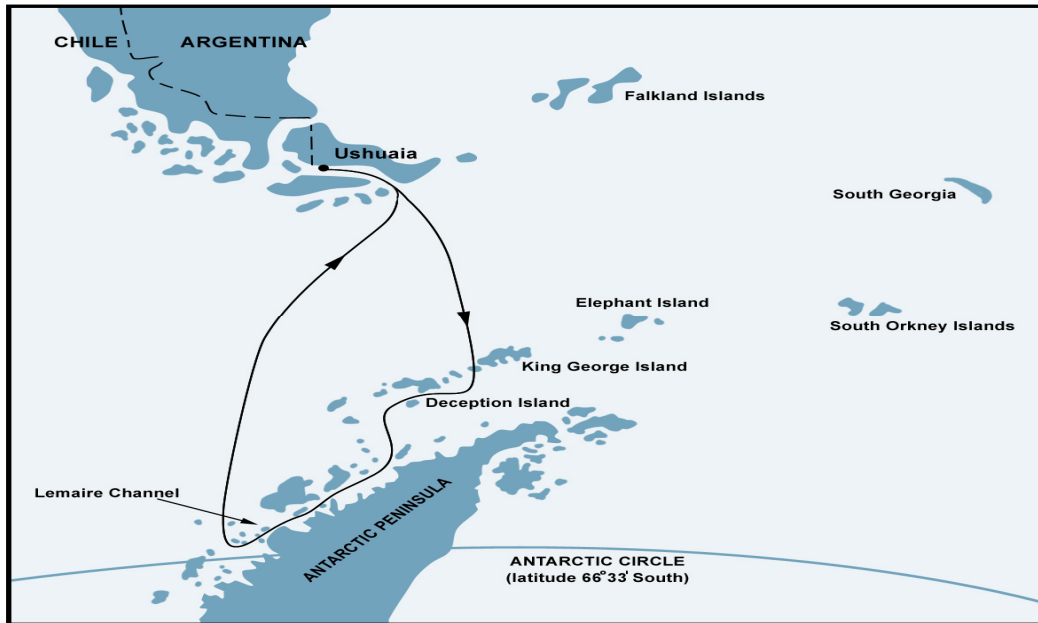 CHILE
ARGENTINA
Falkland Islands
Ushuaia
South Georgia
Elephant Island
South Orkney Islands
King George Island
Deception Island
Lemaire Channel
ANTARCTIC PENINSULA
ANTARCTIC CIRCLE
(latitude 66°33' South)